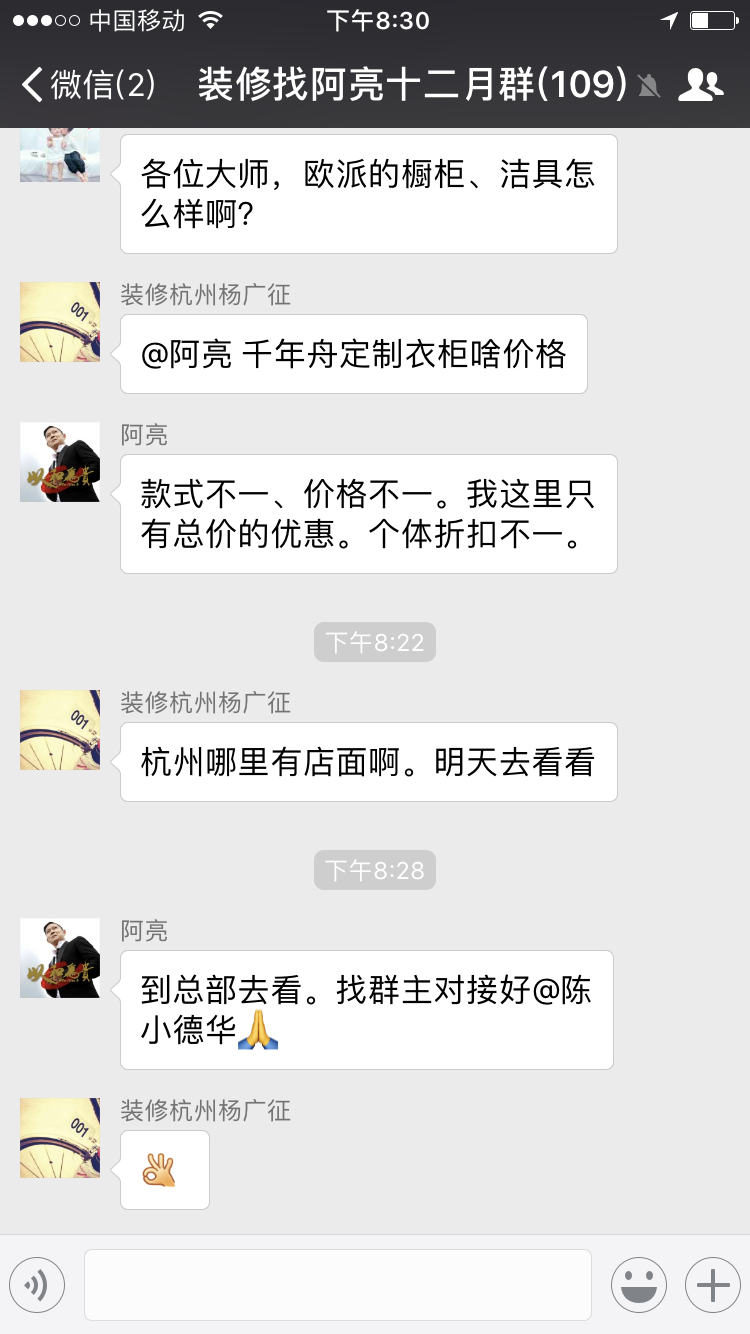 中国移动 下午8:30
微信(2) 装修找阿亮十二月群(109)
各位大师，欧派的橱柜、洁具怎
么样啊？
装修杭州杨广征
001
@阿亮 千年舟定制衣柜啥价格
阿亮
款式不一、价格不一。我这里只
有总价的优惠。个体折扣不一。
下午8:22
装修杭州杨广征
001
杭州哪里有店面啊。明天去看看
下午8:28
阿亮
到总部去看。找群主对接好@陈
小德华🙏
装修杭州杨广征
001
👌